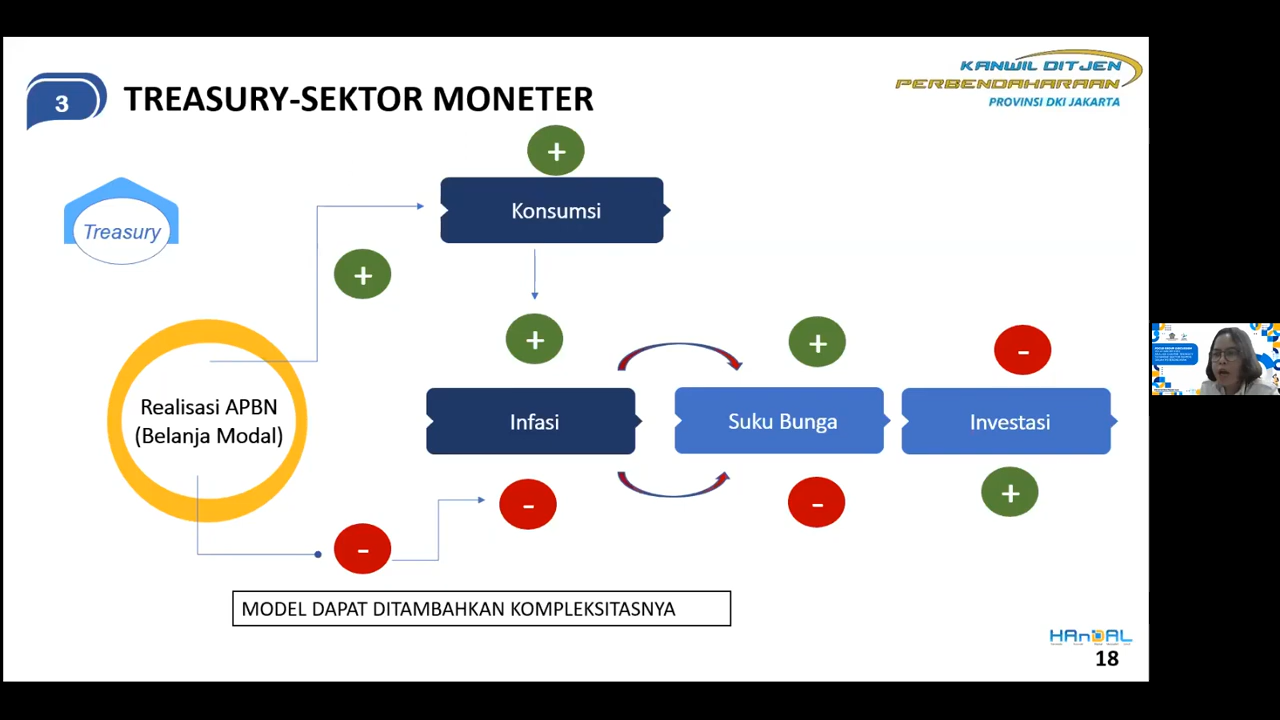 3
TREASURY-SEKTOR MONETER
KANWIL DITJEN
PERBENDAHARAAN
PROVINSI DKI JAKARTA
Treasury
+
Konsumsi
+
Realisasi APBN
(Belanja Modal)
+
+
-
Infasi
Suku Bunga
Investasi
-
-
+
-
MODEL DAPAT DITAMBAHKAN KOMPLEKSITASNYA
HAnDAL
18